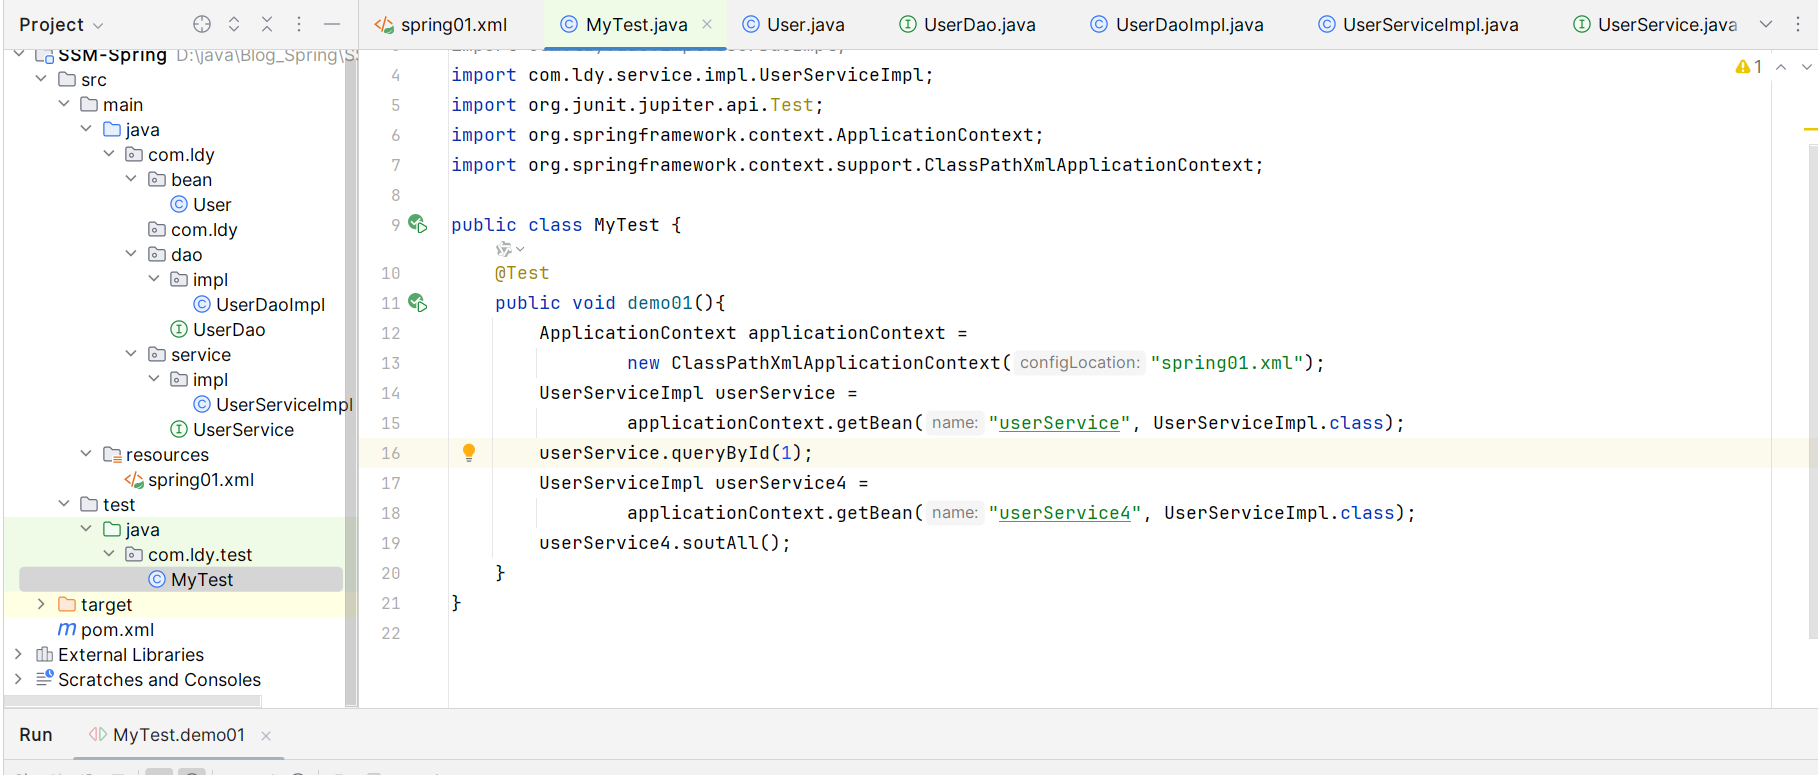 Project
spring01.xml
MyTest.java
User.java
UserDao.java
UserDaoImpl.java
UserServiceImpl.java
UserService.java
SSM-Spring D:\java\Blog_Spring\S
src
main
java
com.ldy
bean
User
com.ldy
dao
impl
UserDaoImpl
UserDao
service
impl
UserServiceImpl
UserService
resources
spring01.xml
test
java
com.ldy.test
MyTest
target
pom.xml
External Libraries
Scratches and Consoles
1
4 import com.ldy.service.impl.UserServiceImpl;
5 import org.junit.jupiter.api.Test;
6 import org.springframework.context.ApplicationContext;
7 import org.springframework.context.support.ClassPathXmlApplicationContext;
8
9 public class MyTest {
10 @Test
11 public void demo01(){
12 ApplicationContext applicationContext =
13 new ClassPathXmlApplicationContext( configLocation: "spring01.xml");
14 UserServiceImpl userService =
15 applicationContext.getBean( name: "userService", UserServiceImpl.class);
16 userService.queryById(1);
17 UserServiceImpl userService4 =
18 applicationContext.getBean( name: "userService4", UserServiceImpl.class);
19 userService4.soutAll();
20 }
21 }
22
Run
MyTest.demo01